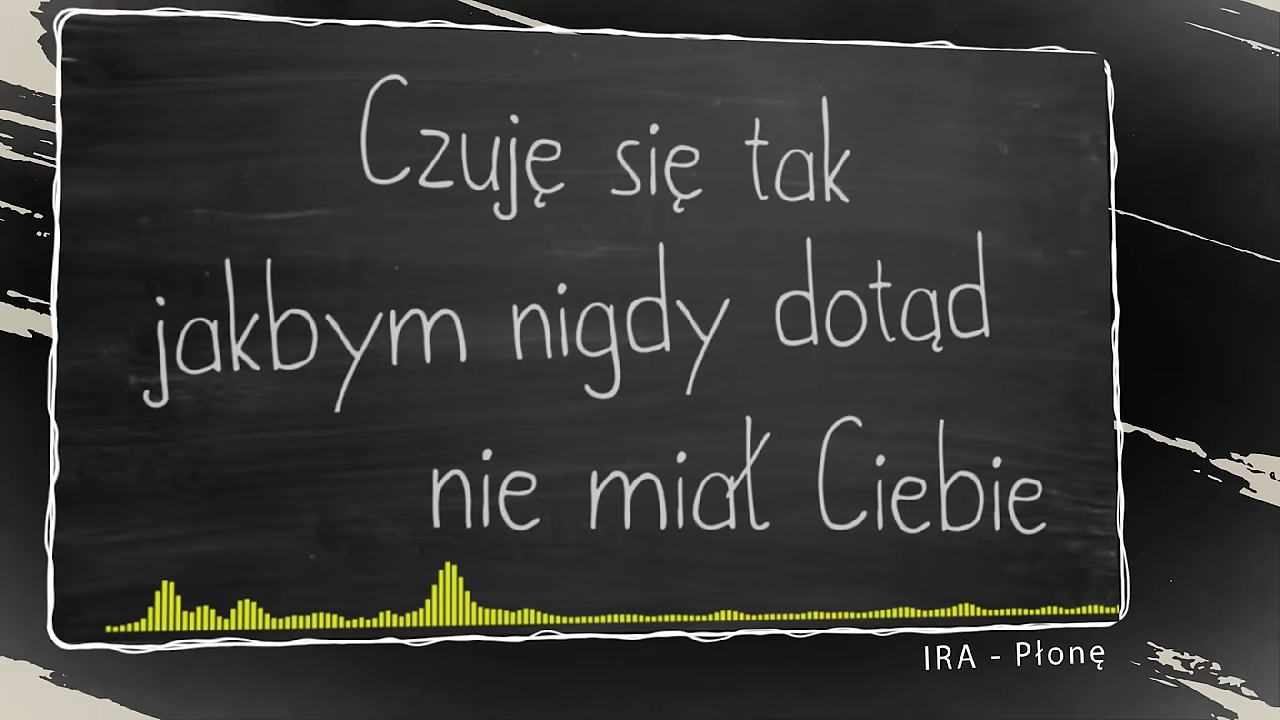 Czuję się tak
jakbym nigdy dotąd
nie miał Ciebie
IRA - Płonę